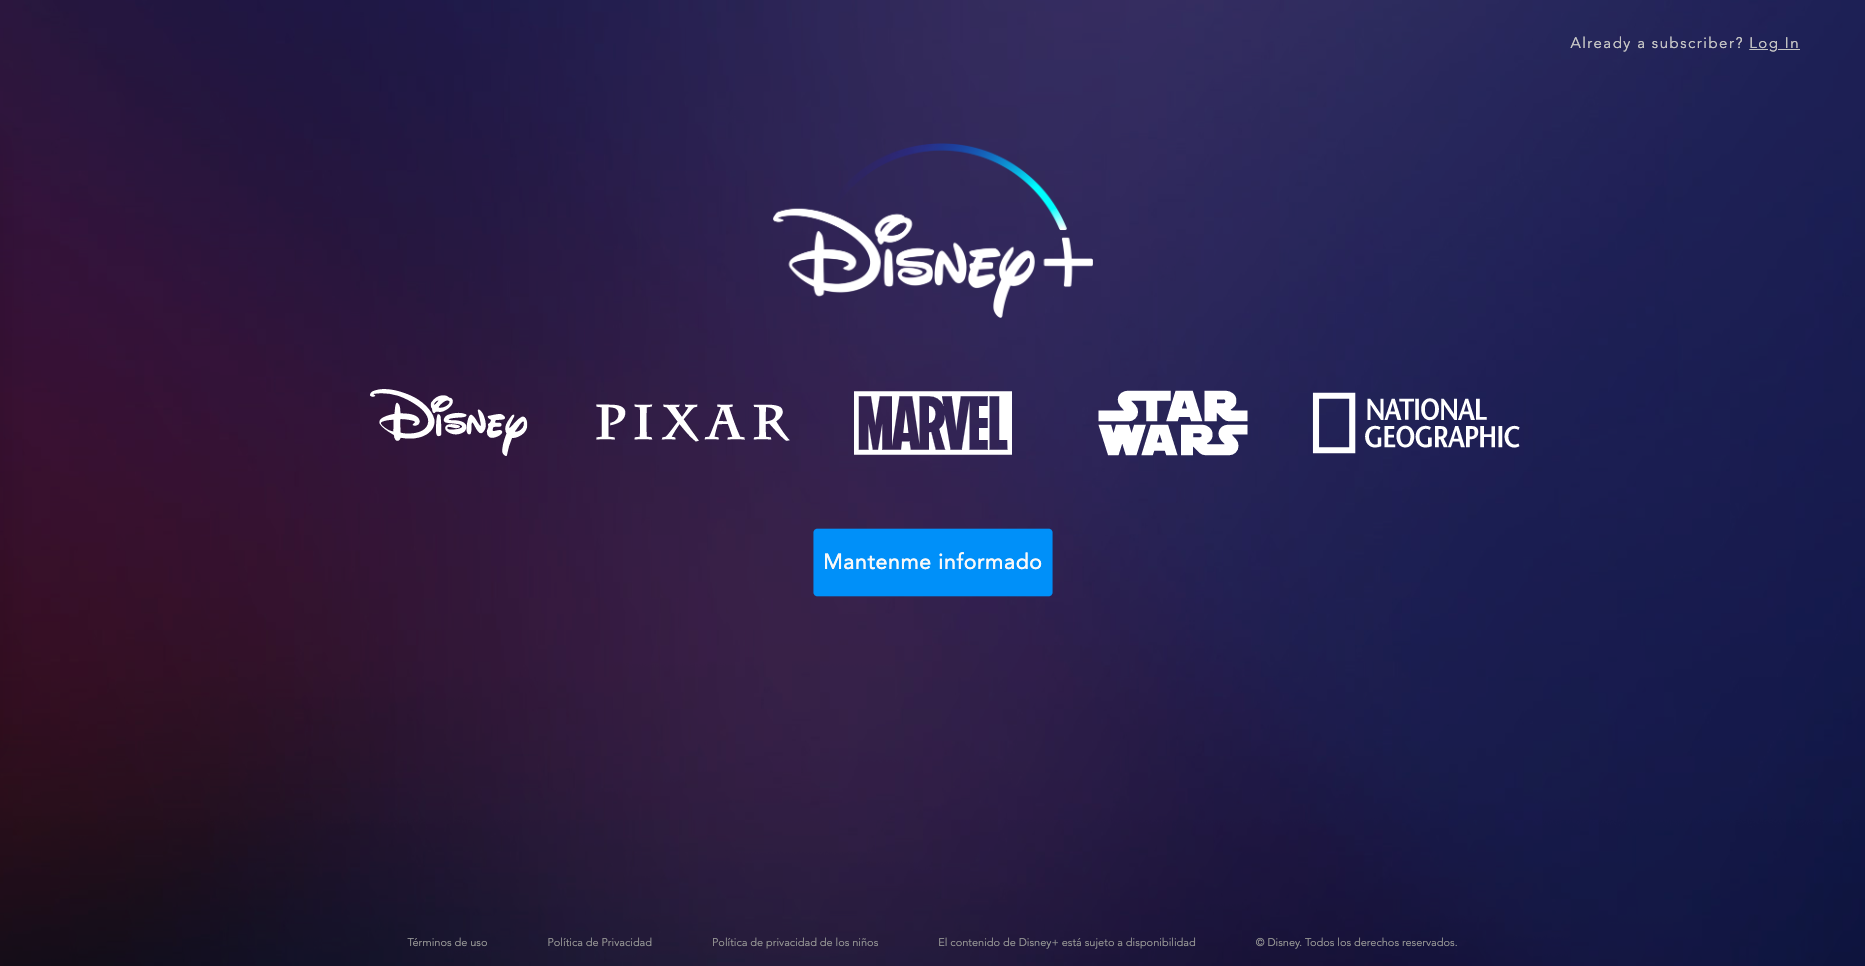 Already a subscriber? Log In
Disney+
Disney PIXAR MARVEL STAR WARS NATIONAL GEOGRAPHIC
Mantenme informado
Términos de uso Política de Privacidad Política de privacidad de los niños El contenido de Disney+ está sujeto a disponibilidad © Disney. Todos los derechos reservados.